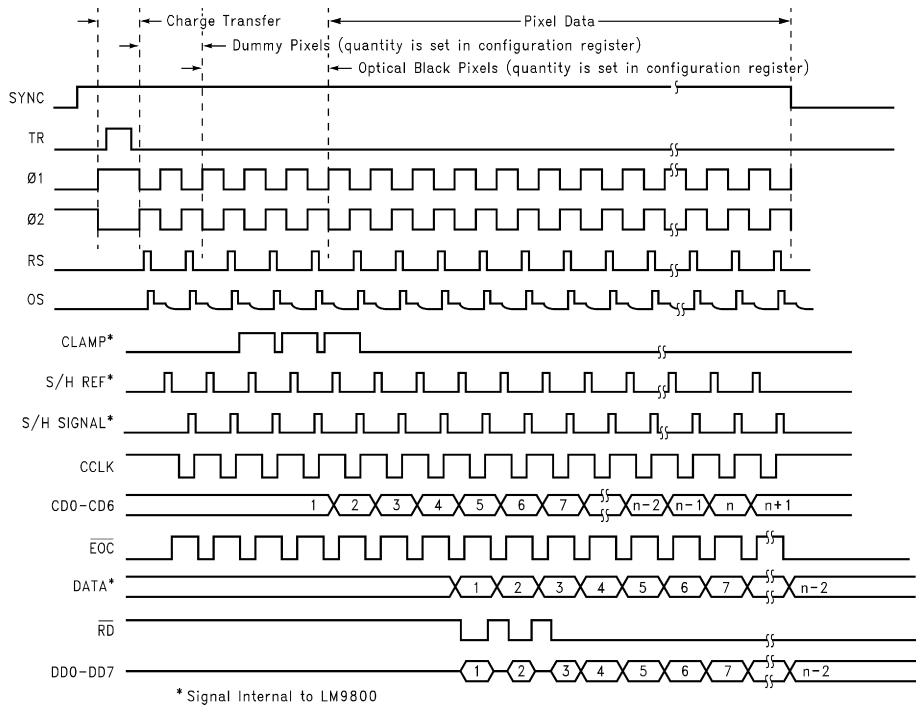 Charge Transfer
Pixel Data
Dummy Pixels (quantity is set in configuration register)
Optical Black Pixels (quantity is set in configuration register)
SYNC
TR
Ø1
Ø2
RS
OS
CLAMP*
S/H REF*
S/H SIGNAL*
CCLK
CD0-CD6 1 2 3 4 5 6 7 n-2 n-1 n n+1
EOC
DATA* 1 2 3 4 5 6 7 n-2
RD
DD0-DD7 1 2 3 4 5 6 7 n-2
* Signal Internal to LM9800